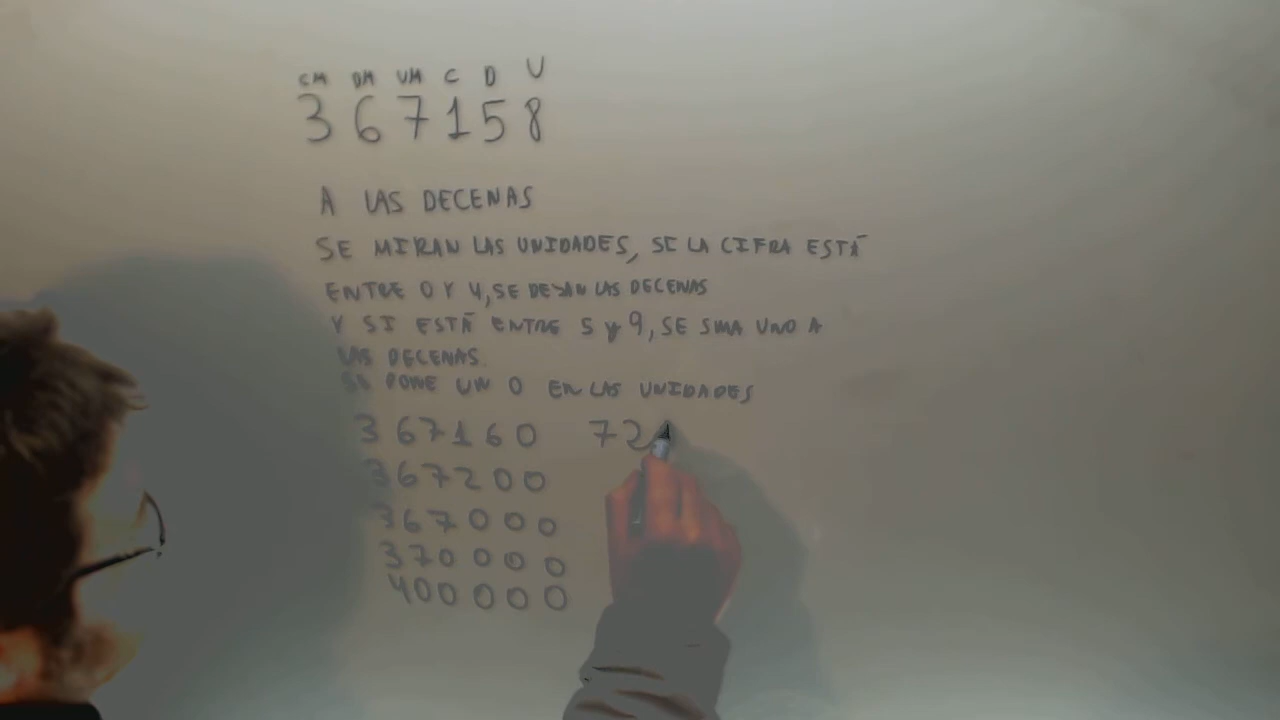 CM DM UM C D U
3 6 7 1 5 8
A LAS DECENAS
SE MIRAN LAS UNIDADES, SI LA CIFRA ESTÁ
ENTRE 0 Y 4, SE DEJAN LAS DECENAS
Y SI ESTÁ ENTRE 5 y 9, SE SUMA UNO A
LAS DECENAS.
SE PONE UN 0 EN LAS UNIDADES
3 6 7 1 6 0 72
3 6 7 2 0 0
3 6 7 0 0 0
3 7 0 0 0 0
4 0 0 0 0 0